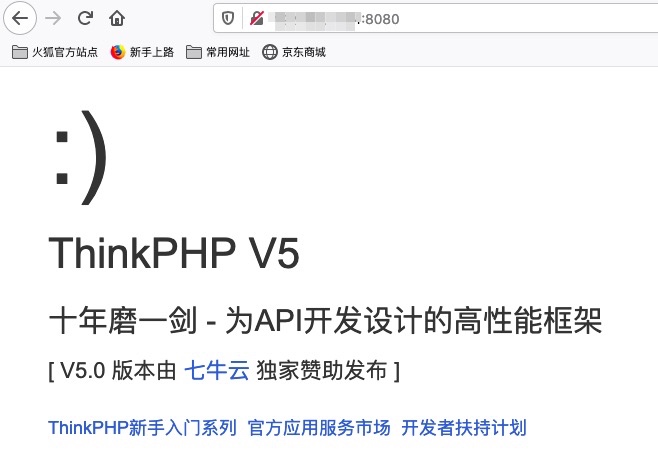 :8080
火狐官方站点 新手上路 常用网址 京东商城
:)
ThinkPHP V5
十年磨一剑 - 为API开发设计的高性能框架
[ V5.0 版本由 七牛云 独家赞助发布 ]
ThinkPHP新手入门系列 官方应用服务市场 开发者扶持计划